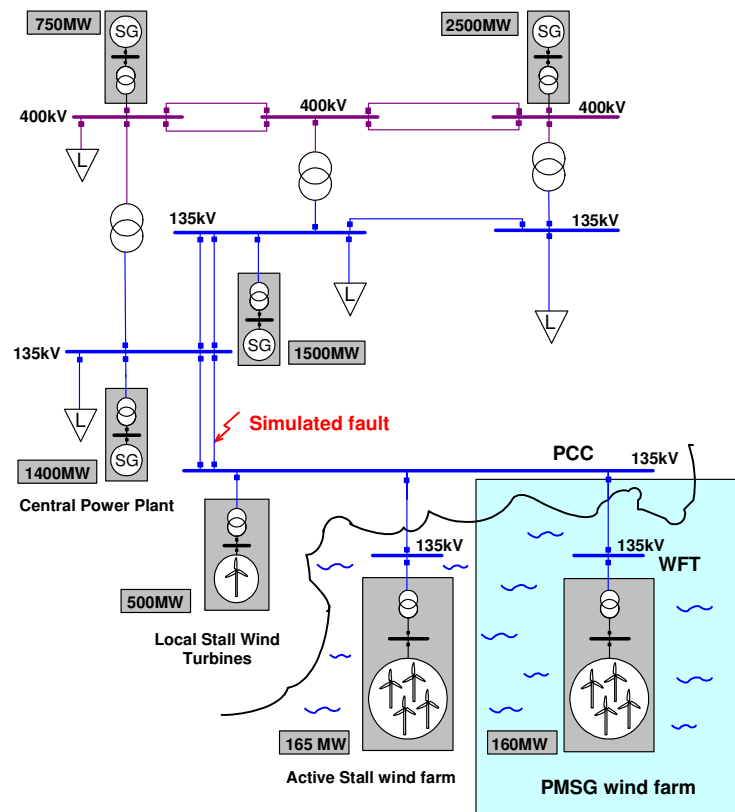 750MW
SG
2500MW
SG
400kV
400kV
400kV
L
135kV
135kV
L
L
SG
1500MW
135kV
L
Simulated fault
SG
1400MW
Central Power Plant
PCC
135kV
135kV
135kV
WFT
500MW
Local Stall Wind
Turbines
165 MW
160MW
Active Stall wind farm
PMSG wind farm